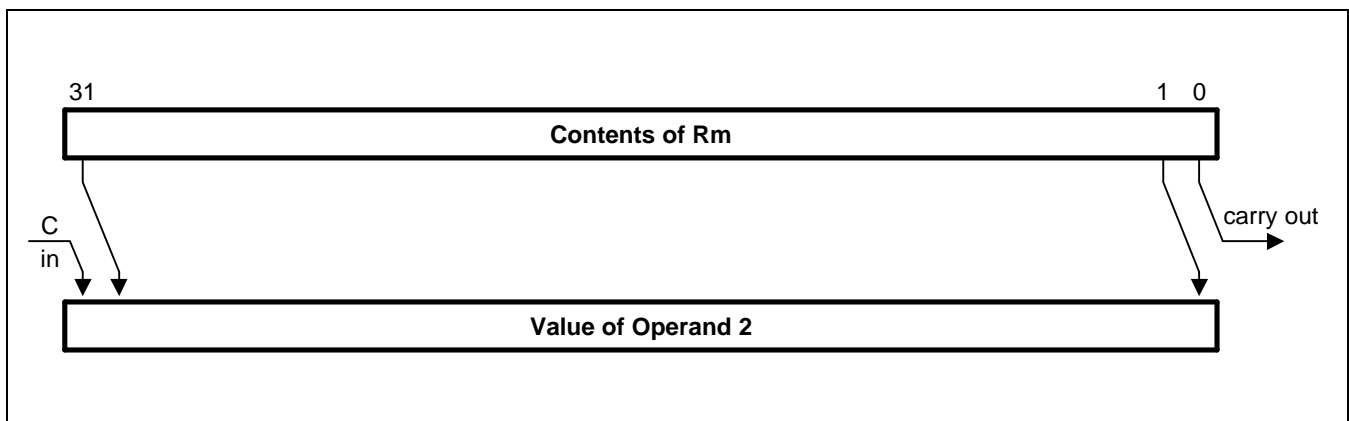 31
1 0
Contents of Rm
C
in
carry out
Value of Operand 2